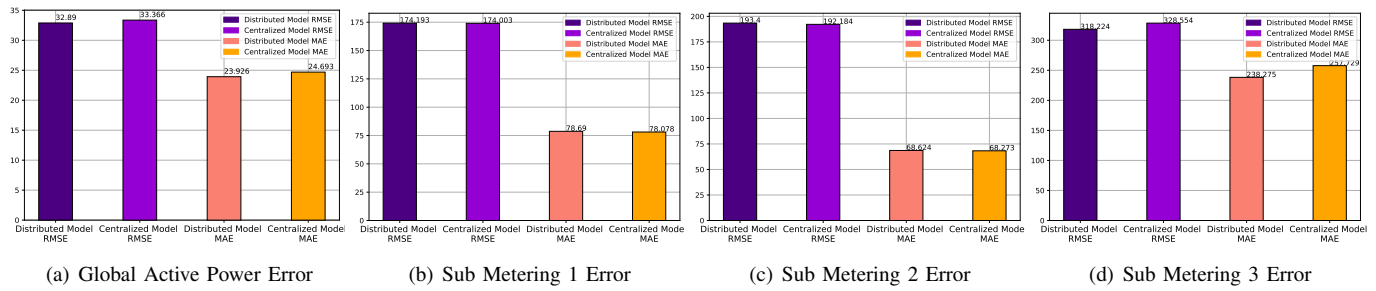 35
30
25
20
15
10
5
0
32.89
33.366
23.926
24.693
Distributed Model RMSE
Centralized Model RMSE
Distributed Model MAE
Centralized Model MAE
Distributed Model
RMSE
Centralized Model
RMSE
Distributed Model
MAE
Centralized Mode
MAE
(a) Global Active Power Error
175
150
125
100
75
50
25
0
174.193
174.003
78.69
78.078
Distributed Model RMSE
Centralized Model RMSE
Distributed Model MAE
Centralized Model MAE
Distributed Model
RMSE
Centralized Model
RMSE
Distributed Model
MAE
Centralized Mode
MAE
(b) Sub Metering 1 Error
200
175
150
125
100
75
50
25
0
193.4
192.184
68.624
68.273
Distributed Model RMSE
Centralized Model RMSE
Distributed Model MAE
Centralized Model MAE
Distributed Model
RMSE
Centralized Model
RMSE
Distributed Model
MAE
Centralized Mode
MAE
(c) Sub Metering 2 Error
300
250
200
150
100
50
0
318.224
328.554
238.275
257.729
Distributed Model RMSE
Centralized Model RMSE
Distributed Model MAE
Centralized Model MAE
Distributed Model
RMSE
Centralized Model
RMSE
Distributed Model
MAE
Centralized Mode
MAE
(d) Sub Metering 3 Error